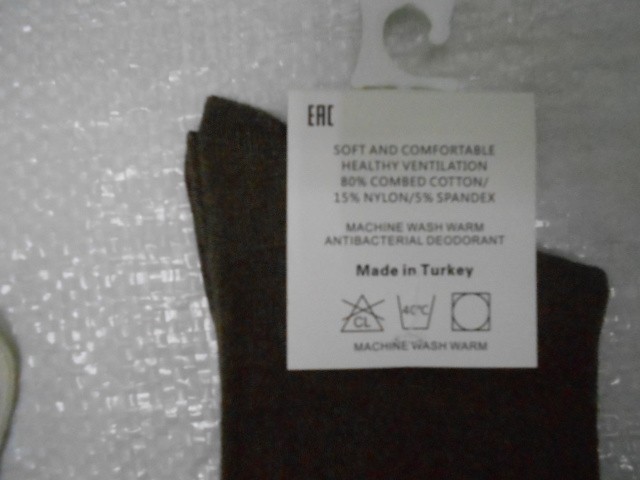 EAC
SOFT AND COMFORTABLE
HEALTHY VENTILATION
80% COMBED COTTON/
15% NYLON/5% SPANDEX
MACHINE WASH WARM
ANTIBACTERIAL DEODORANT
Made in Turkey
CL 40°C
MACHINE WASH WARM